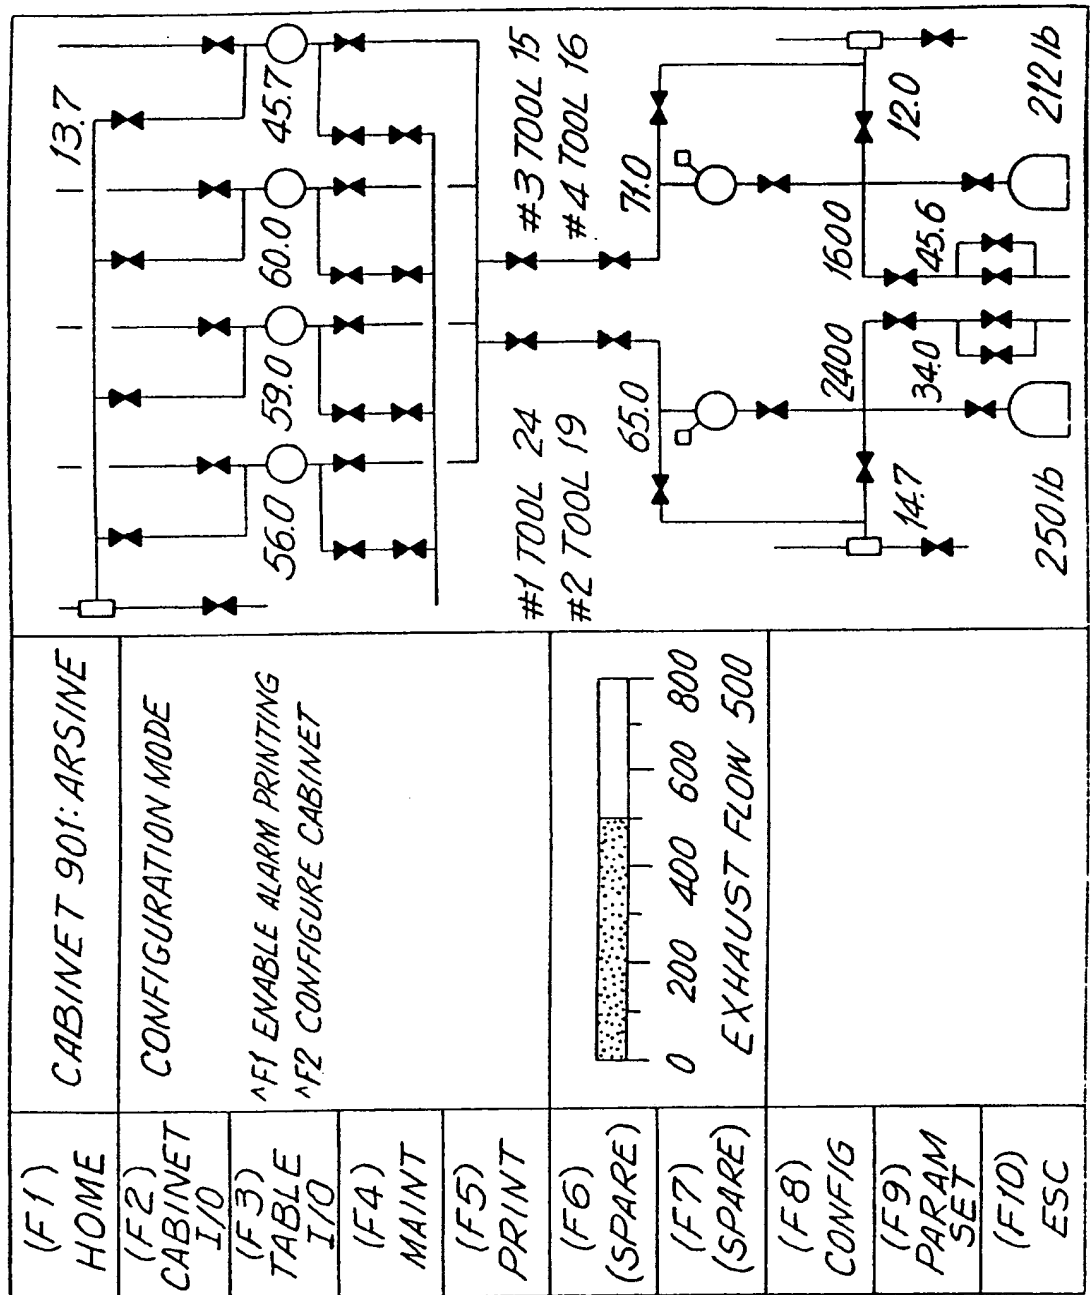 (F1)
HOME
(F2)
CABINET
I/O
(F3)
TABLE
I/O
(F4)
MAINT
(F5)
PRINT
(F6)
(SPARE)
(F7)
(SPARE)
(F8)
CONFIG
(F9)
PARAM
SET
(F10)
ESC
CABINET 901: ARSINE
CONFIGURATION MODE
^F1 ENABLE ALARM PRINTING
^F2 CONFIGURE CABINET
0 200 400 600 800
EXHAUST FLOW 500
13.7
56.0 59.0 60.0 45.7
#1 TOOL 24
#2 TOOL 19
#3 TOOL 15
#4 TOOL 16
65.0 71.0
2400 1600
14.7 34.0 45.6 12.0
250 lb 212 lb